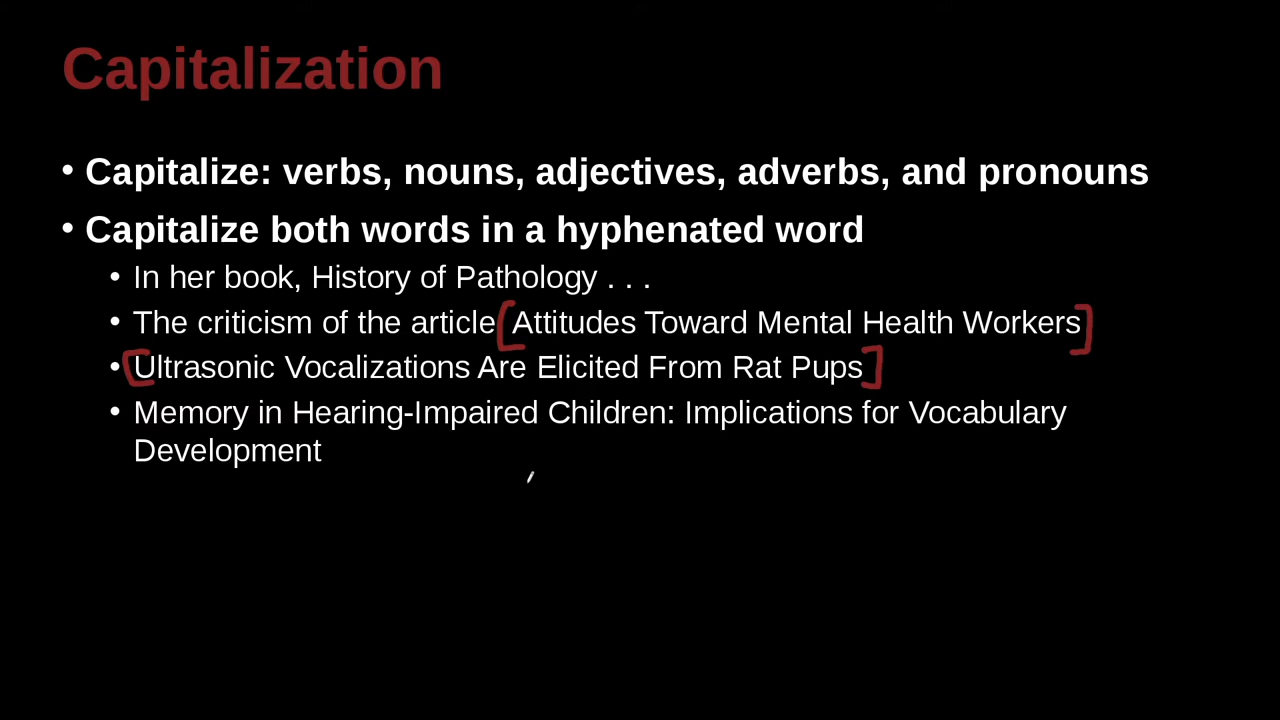 Capitalization
• Capitalize: verbs, nouns, adjectives, adverbs, and pronouns
• Capitalize both words in a hyphenated word
• In her book, History of Pathology . . .
• The criticism of the article [Attitudes Toward Mental Health Workers]
• [Ultrasonic Vocalizations Are Elicited From Rat Pups]
• Memory in Hearing-Impaired Children: Implications for Vocabulary
Development